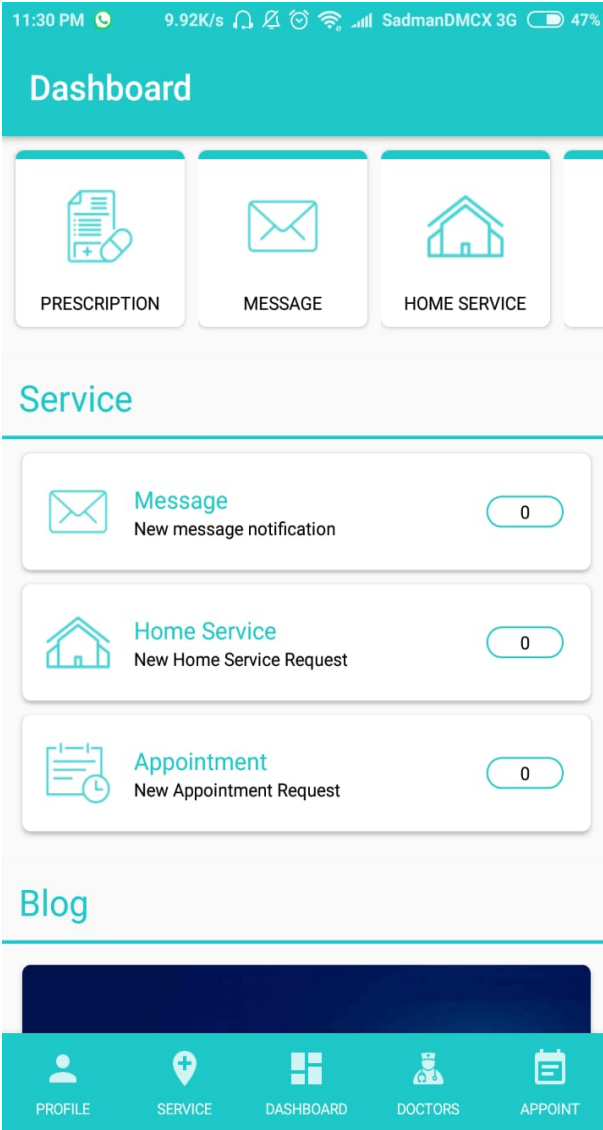 11:30 PM 9.92K/s SadmanDMCX 3G 47%
Dashboard
PRESCRIPTION MESSAGE HOME SERVICE
Service
Message
New message notification
0
Home Service
New Home Service Request
0
Appointment
New Appointment Request
0
Blog
PROFILE SERVICE DASHBOARD DOCTORS APPOINT